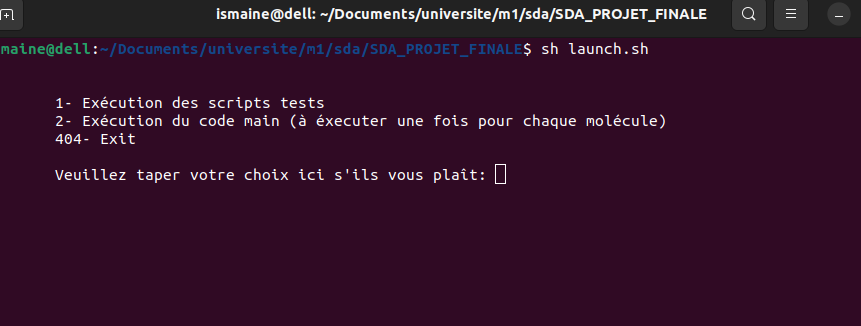 ismaine@dell: ~/Documents/universite/m1/sda/SDA_PROJET_FINALE
maine@dell:~/Documents/universite/m1/sda/SDA_PROJET_FINALE$ sh launch.sh
1- Exécution des scripts tests
2- Exécution du code main (à éxecuter une fois pour chaque molécule)
404- Exit
Veuillez taper votre choix ici s'ils vous plaît: